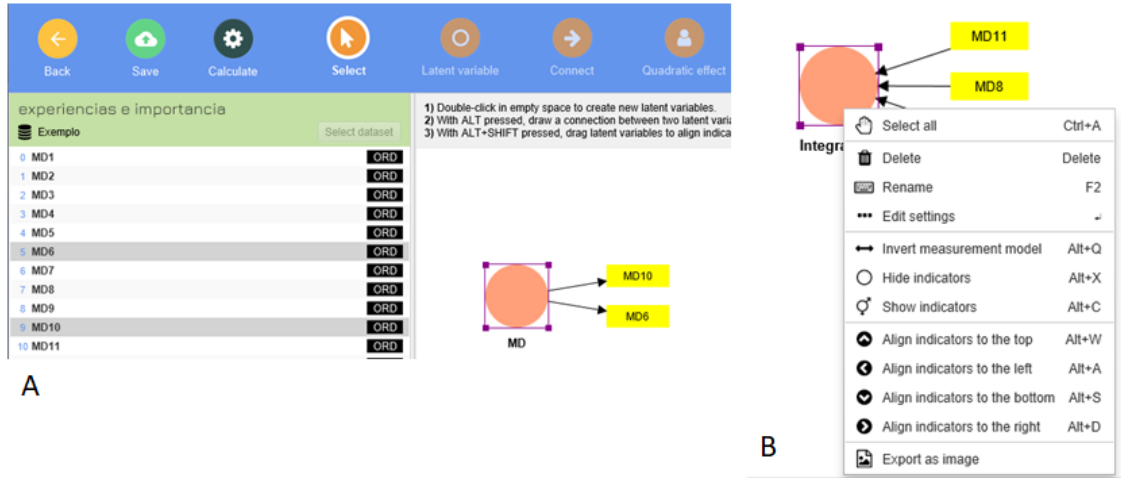 Back Save Calculate Select Latent variable Connect Quadratic effect
experiencias e importancia
Exemplo Select dataset
0 MD1 ORD
1 MD2 ORD
2 MD3 ORD
3 MD4 ORD
4 MD5 ORD
5 MD6 ORD
6 MD7 ORD
7 MD8 ORD
8 MD9 ORD
9 MD10 ORD
10 MD11 ORD
1) Double-click in empty space to create new latent variables.
2) With ALT pressed, draw a connection between two latent varia
3) With ALT+SHIFT pressed, drag latent variables to align indica
MD10
MD6
MD
A
MD11
MD8
Integra
Select all Ctrl+A
Delete Delete
Rename F2
Edit settings ↵
Invert measurement model Alt+Q
Hide indicators Alt+X
Show indicators Alt+C
Align indicators to the top Alt+W
Align indicators to the left Alt+A
Align indicators to the bottom Alt+S
Align indicators to the right Alt+D
Export as image
B